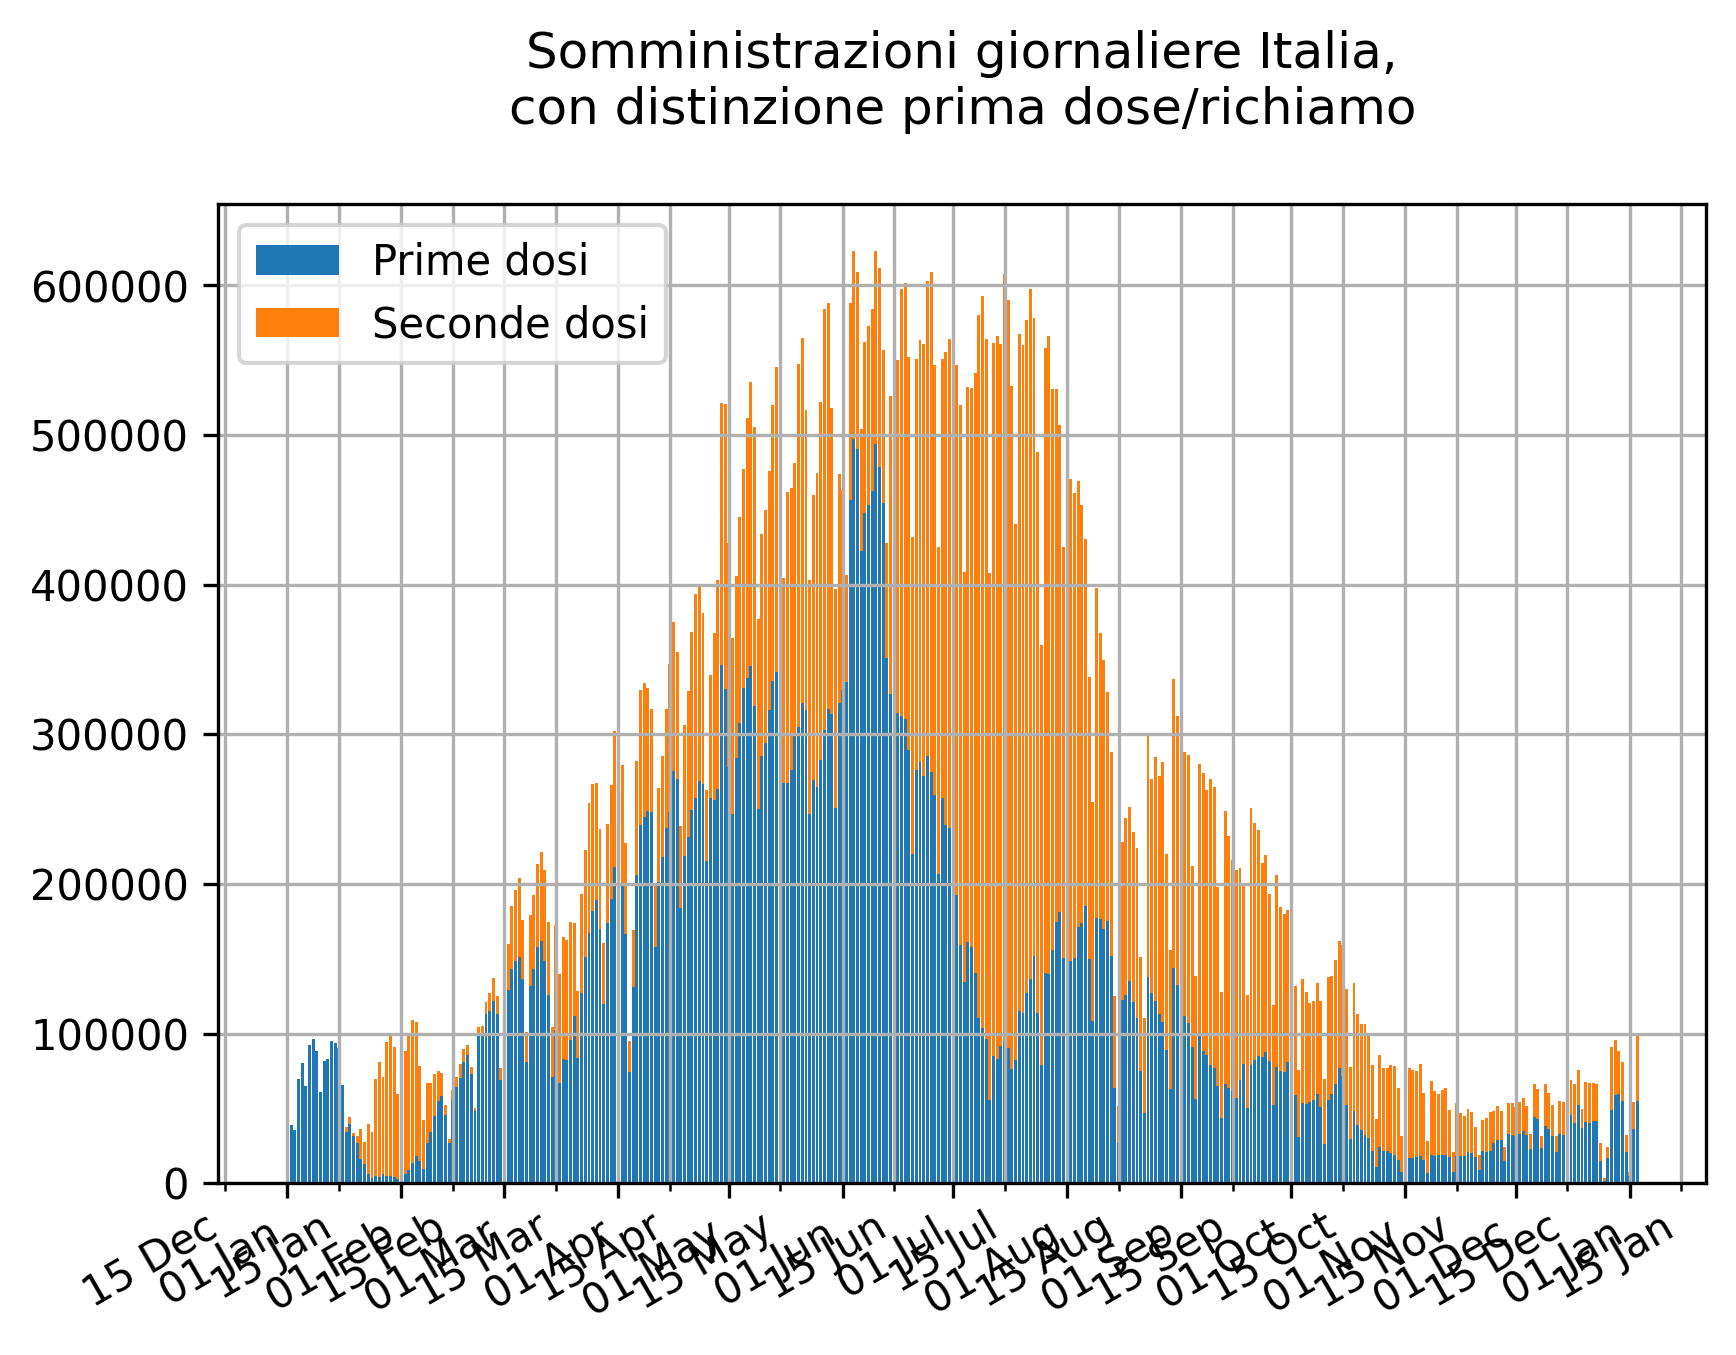 Somministrazioni giornaliere Italia,
con distinzione prima dose/richiamo
Prime dosi
Seconde dosi
600000
500000
400000
300000
200000
100000
0
15 Dec
01 Jan
15 Jan
01 Feb
15 Feb
01 Mar
15 Mar
01 Apr
15 Apr
01 May
15 May
01 Jun
15 Jun
01 Jul
15 Jul
01 Aug
15 Aug
01 Sep
15 Sep
01 Oct
15 Oct
01 Nov
15 Nov
01 Dec
15 Dec
01 Jan
15 Jan